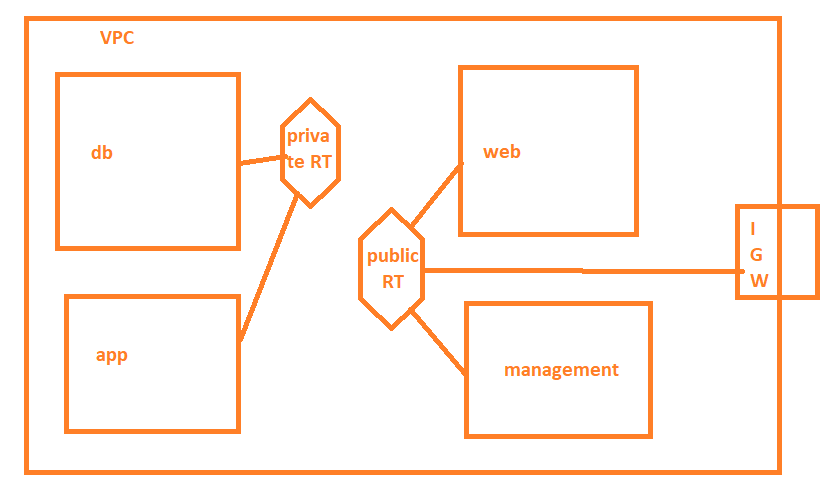 VPC
db
priva
te RT
web
public
RT
I
G
W
app
management